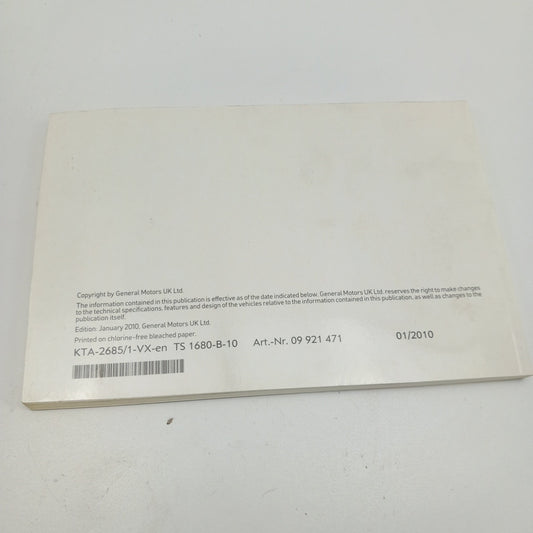 Copyright by General Motors UK Ltd.
The information contained in this publication is effective as of the date indicated below. General Motors UK Ltd. reserves the right to make changes
to the technical specifications, features and design of the vehicles relative to the information contained in this publication, as well as changes to the
publication itself.
Edition: January 2010, General Motors UK Ltd.
Printed on chlorine-free bleached paper.
KTA-2685/1-VX-en TS 1680-B-10 Art.-Nr. 09 921 471 01/2010